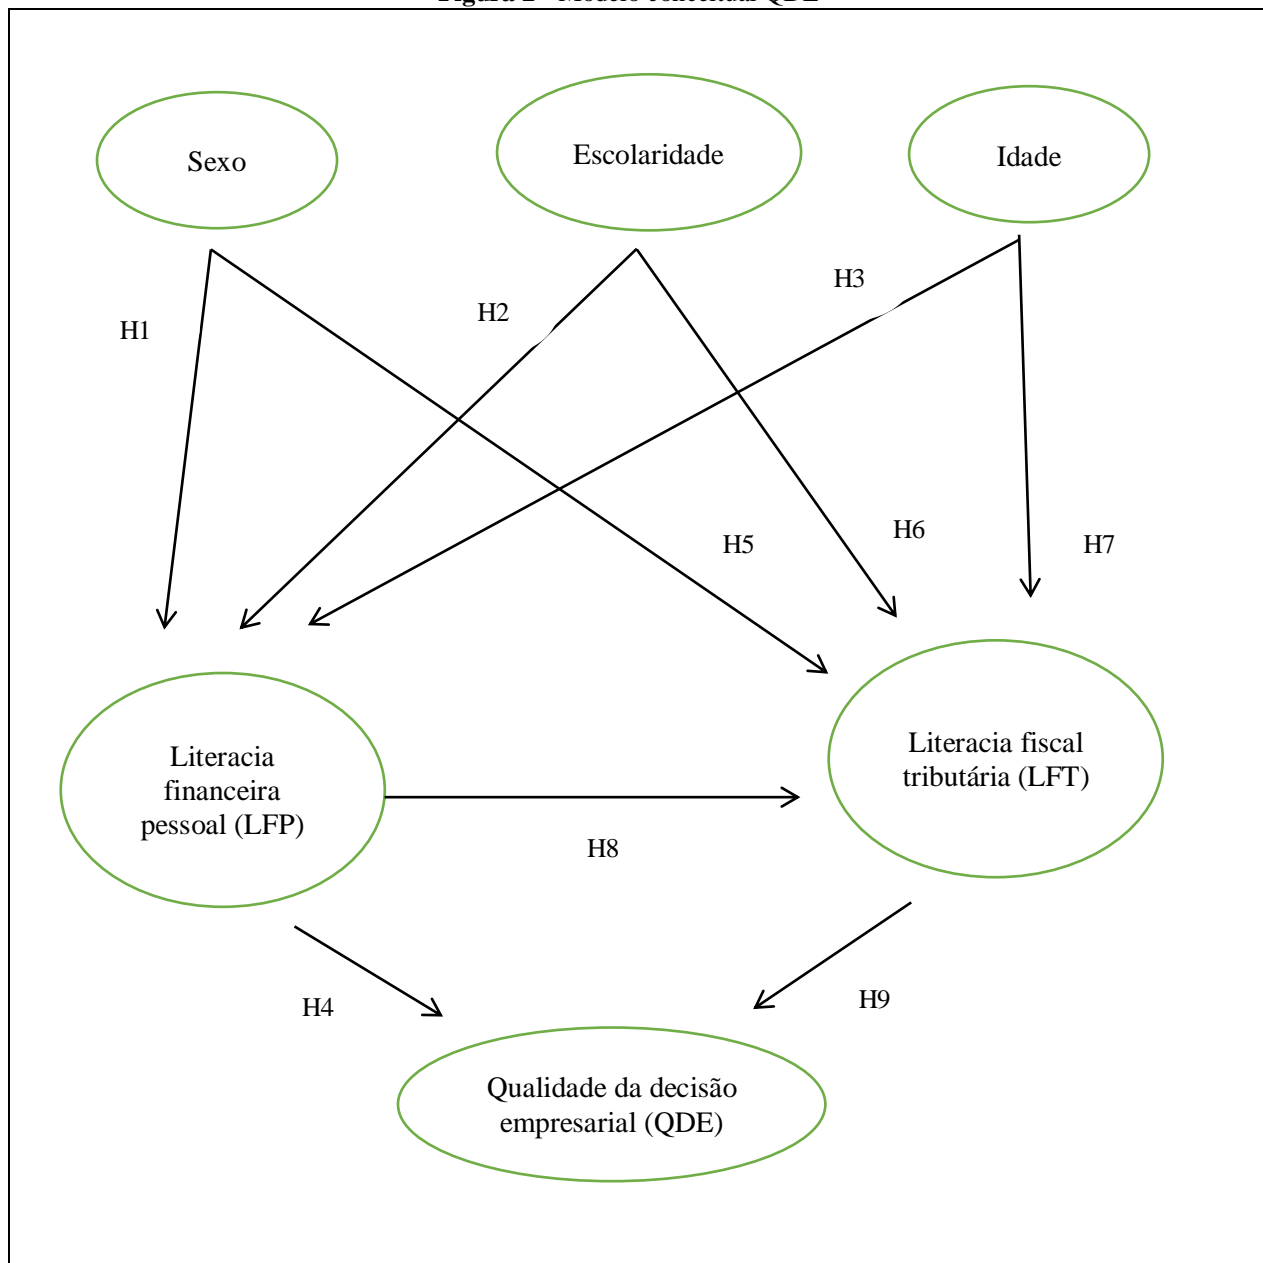 Sexo
Escolaridade
Idade
H1
H2
H3
H5
H6
H7
Literacia
financeira
pessoal (LFP)
Literacia fiscal
tributária (LFT)
H8
H4
H9
Qualidade da decisão
empresarial (QDE)